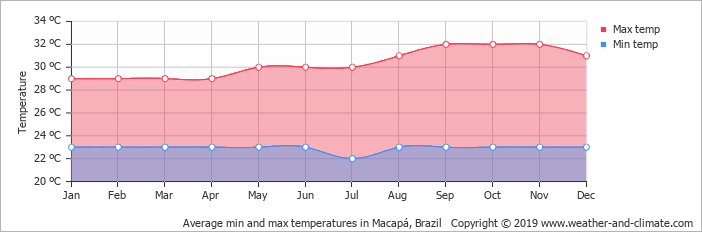 34 ºC
32 ºC
30 ºC
28 ºC
26 ºC
24 ºC
22 ºC
20 ºC
Temperature
Jan Feb Mar Apr May Jun Jul Aug Sep Oct Nov Dec
Max temp
Min temp
Average min and max temperatures in Macapá, Brazil Copyright © 2019 www.weather-and-climate.com